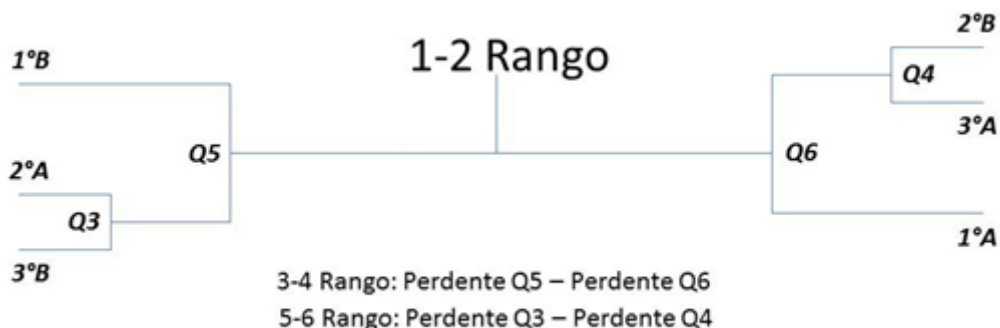 1°B
1-2 Rango
2°B
Q4
3°A
Q5
Q6
2°A
Q3
3°B
1°A
3-4 Rango: Perdente Q5 – Perdente Q6
5-6 Rango: Perdente Q3 – Perdente Q4